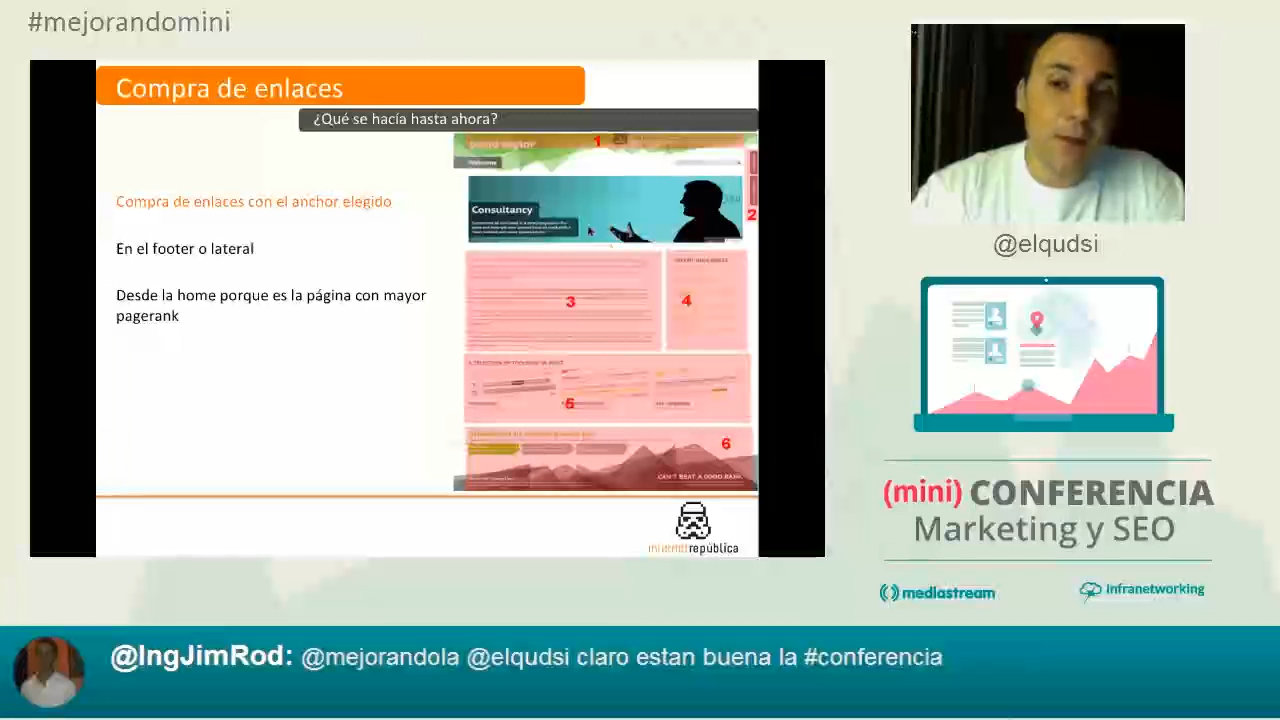 #mejorandomini
Compra de enlaces
¿Qué se hacía hasta ahora?
1
Welcome
Consultancy
2
Compra de enlaces con el anchor elegido
En el footer o lateral
Desde la home porque es la página con mayor
pagerank
3
4
5
6
CAN'T BEAT A GOOD RANK
internetrepública
@elqudsi
(mini) CONFERENCIA
Marketing y SEO
mediastream
infranetworking
@IngJimRod: @mejorandola @elqudsi claro estan buena la #conferencia